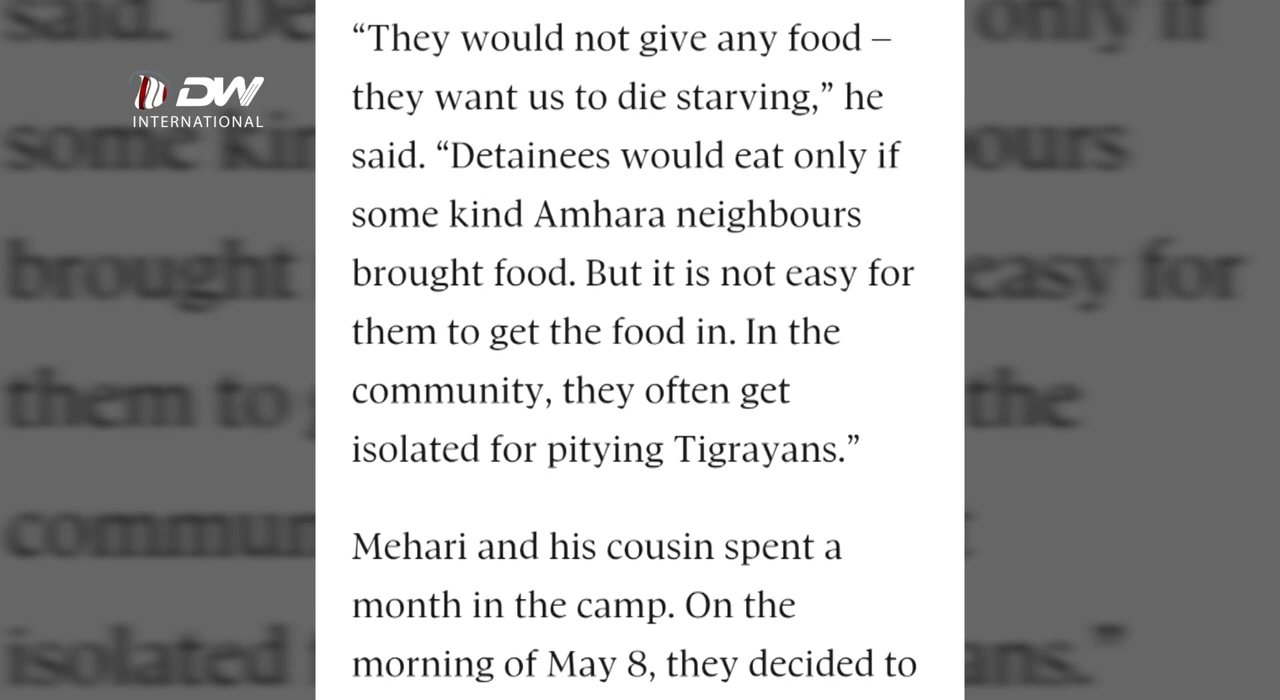 DW
INTERNATIONAL
“They would not give any food –
they want us to die starving,” he
said. “Detainees would eat only if
some kind Amhara neighbours
brought food. But it is not easy for
them to get the food in. In the
community, they often get
isolated for pitying Tigrayans.”
Mehari and his cousin spent a
month in the camp. On the
morning of May 8, they decided to